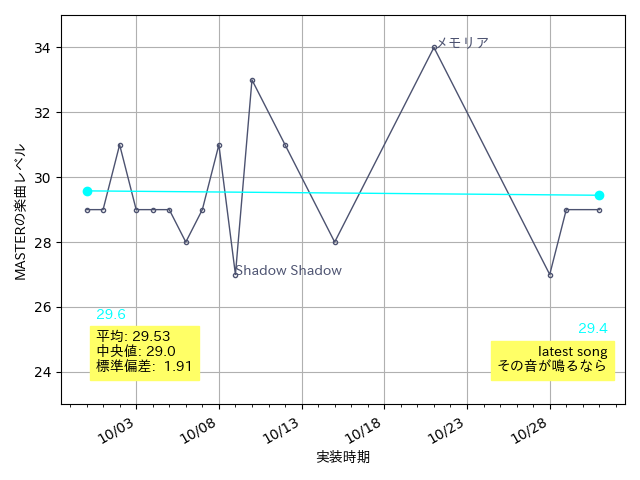 34
メモリア
32
30
28
Shadow Shadow
26
24
MASTERの楽曲レベル
29.6
平均: 29.53
中央値: 29.0
標準偏差: 1.91
29.4
latest song
その音が鳴るなら
10/03
10/08
10/13
10/18
10/23
10/28
実装時期